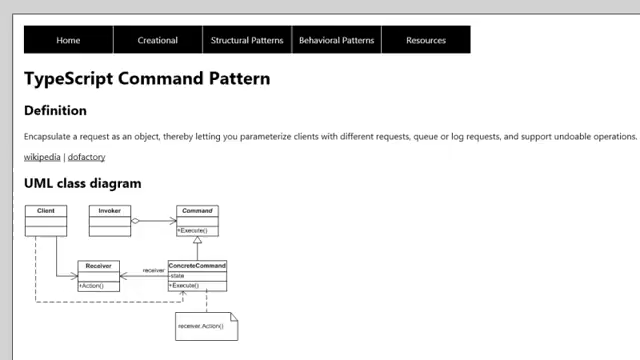 Home Creational Structural Patterns Behavioral Patterns Resources
TypeScript Command Pattern
Definition
Encapsulate a request as an object, thereby letting you parameterize clients with different requests, queue or log requests, and support undoable operations.
wikipedia | dofactory
UML class diagram
Client Invoker Command
+Execute()
Receiver receiver ConcreteCommand
-state
+Action() +Execute()
receiver.Action()